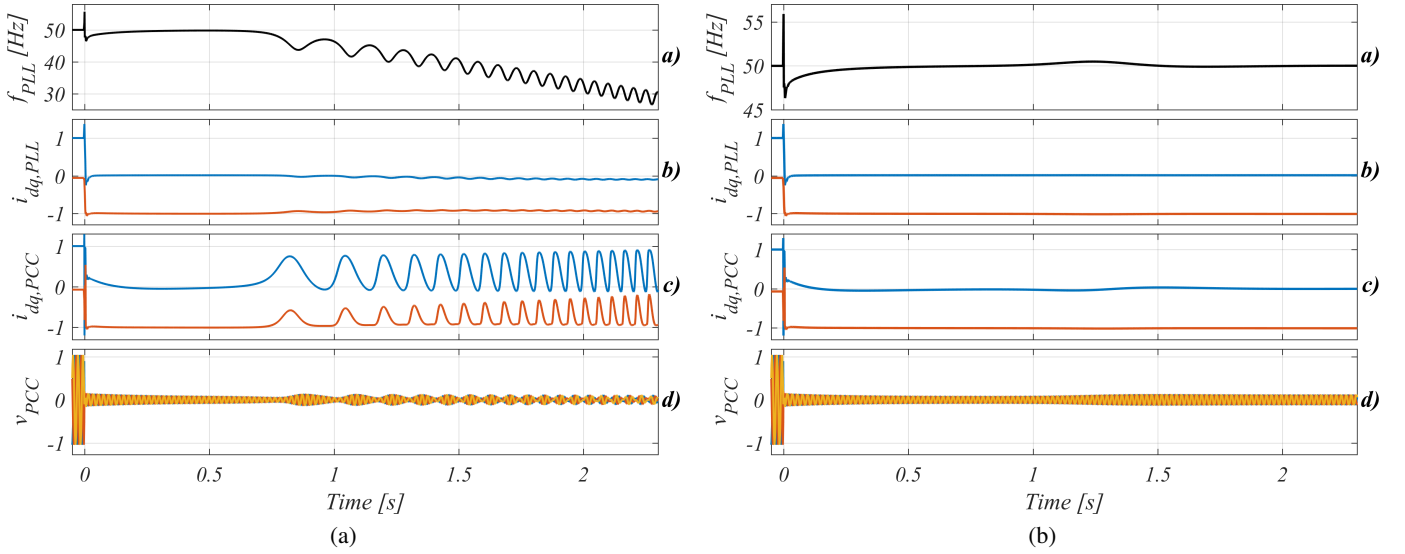 50
40
30
f_PLL [Hz]
a)
1
0
-1
i_dq,PLL
b)
1
0
-1
i_dq,PCC
c)
1
0
-1
v_PCC
d)
0 0.5 1 1.5 2
Time [s]
(a)
55
50
45
f_PLL [Hz]
a)
1
0
-1
i_dq,PLL
b)
1
0
-1
i_dq,PCC
c)
1
0
-1
v_PCC
d)
0 0.5 1 1.5 2
Time [s]
(b)